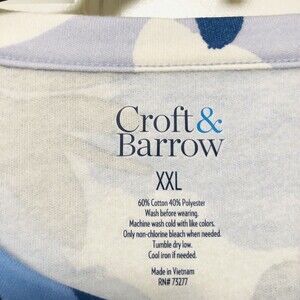 Croft &
Barrow
XXL
60% Cotton 40% Polyester
Wash before wearing.
Machine wash cold with like colors.
Only non-chlorine bleach when needed.
Tumble dry low.
Cool iron if needed.
Made in Vietnam
RN# 73277